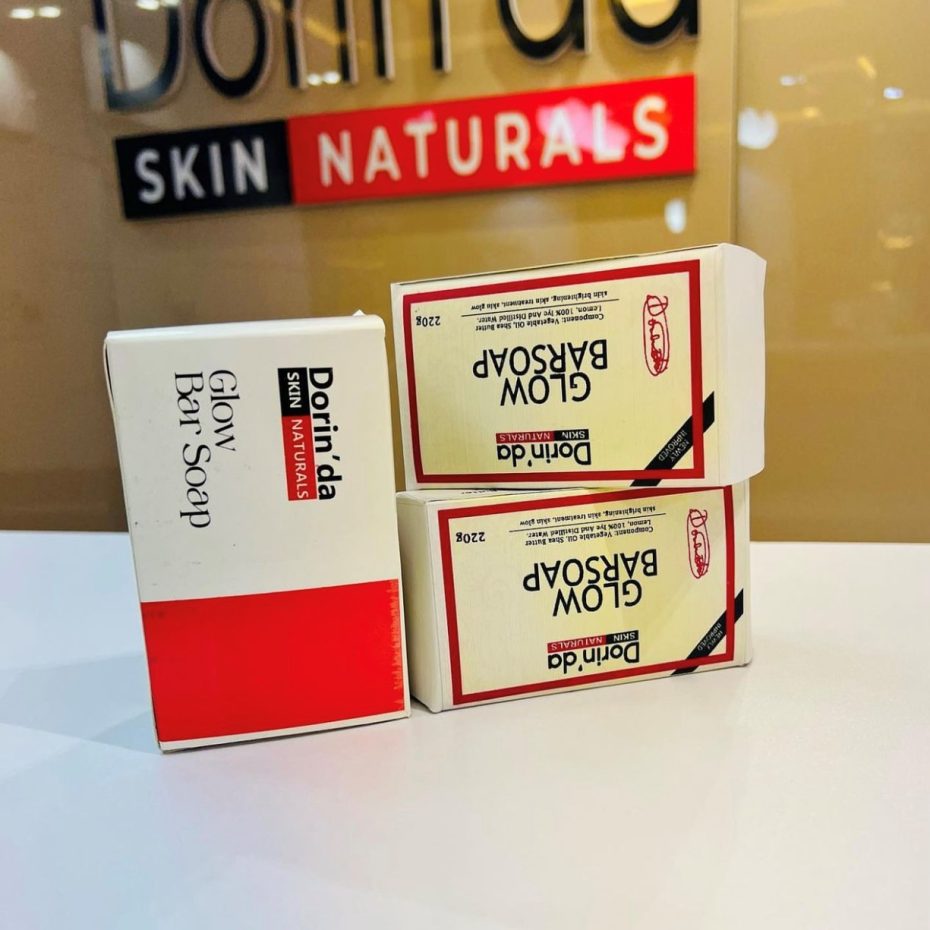 Dorin'da
SKIN NATURALS
Dorin'da
SKIN NATURALS
Glow
Bar Soap
Dorin'da
SKIN NATURALS
NEWLY
IMPROVED
GLOW
BARSOAP
Component: Vegetable Oil, Shea Butter
Lemon, 100% lye And Distilled Water.
skin brightening, skin treatment, skin glow
220g
Dorin'da
SKIN NATURALS
NEWLY
IMPROVED
GLOW
BARSOAP
Component: Vegetable Oil, Shea Butter
Lemon, 100% lye And Distilled Water.
skin brightening, skin treatment, skin glow
220g